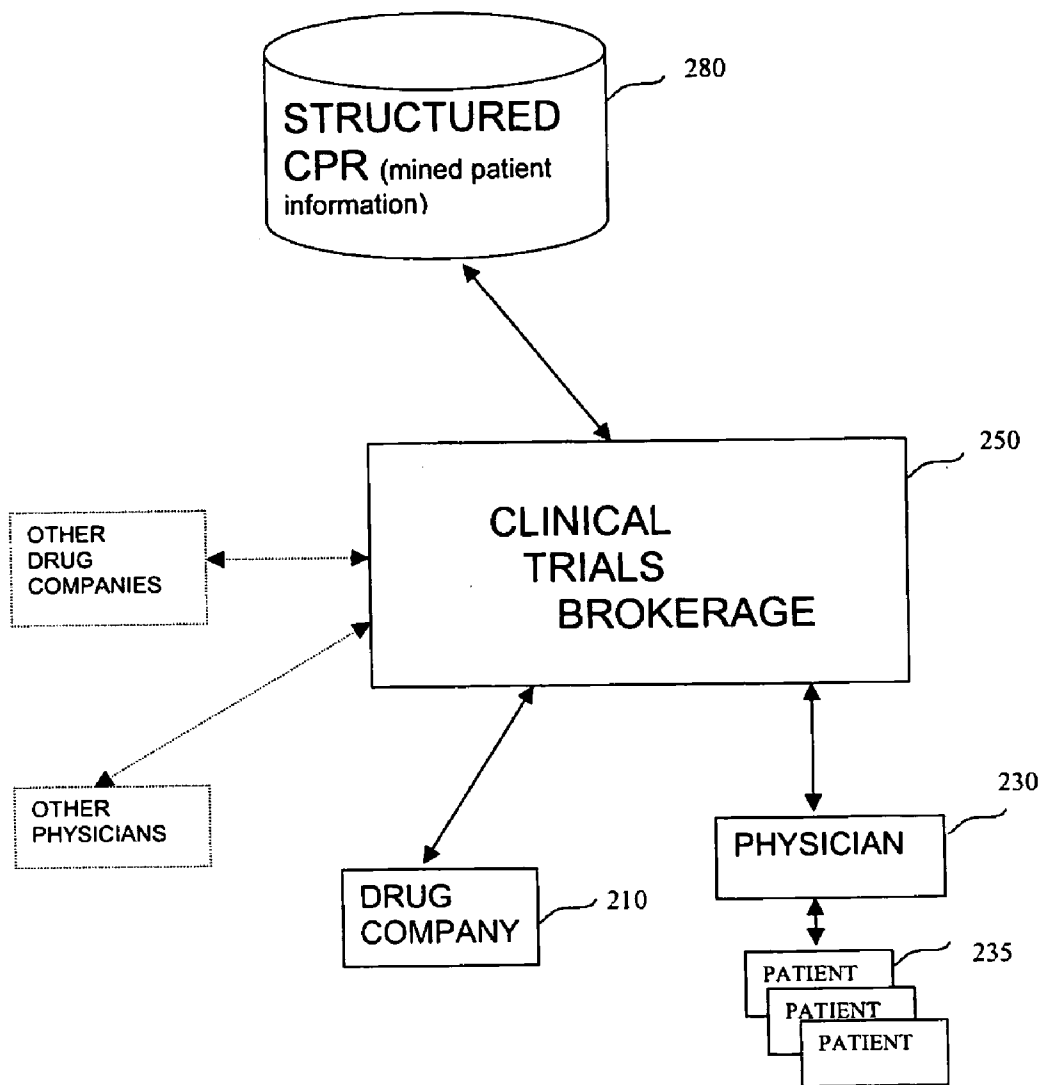 280
STRUCTURED
CPR (mined patient
information)
250
CLINICAL
TRIALS
BROKERAGE
OTHER
DRUG
COMPANIES
OTHER
PHYSICIANS
230
PHYSICIAN
DRUG
COMPANY
210
235
PATIENT
PATIENT
PATIENT